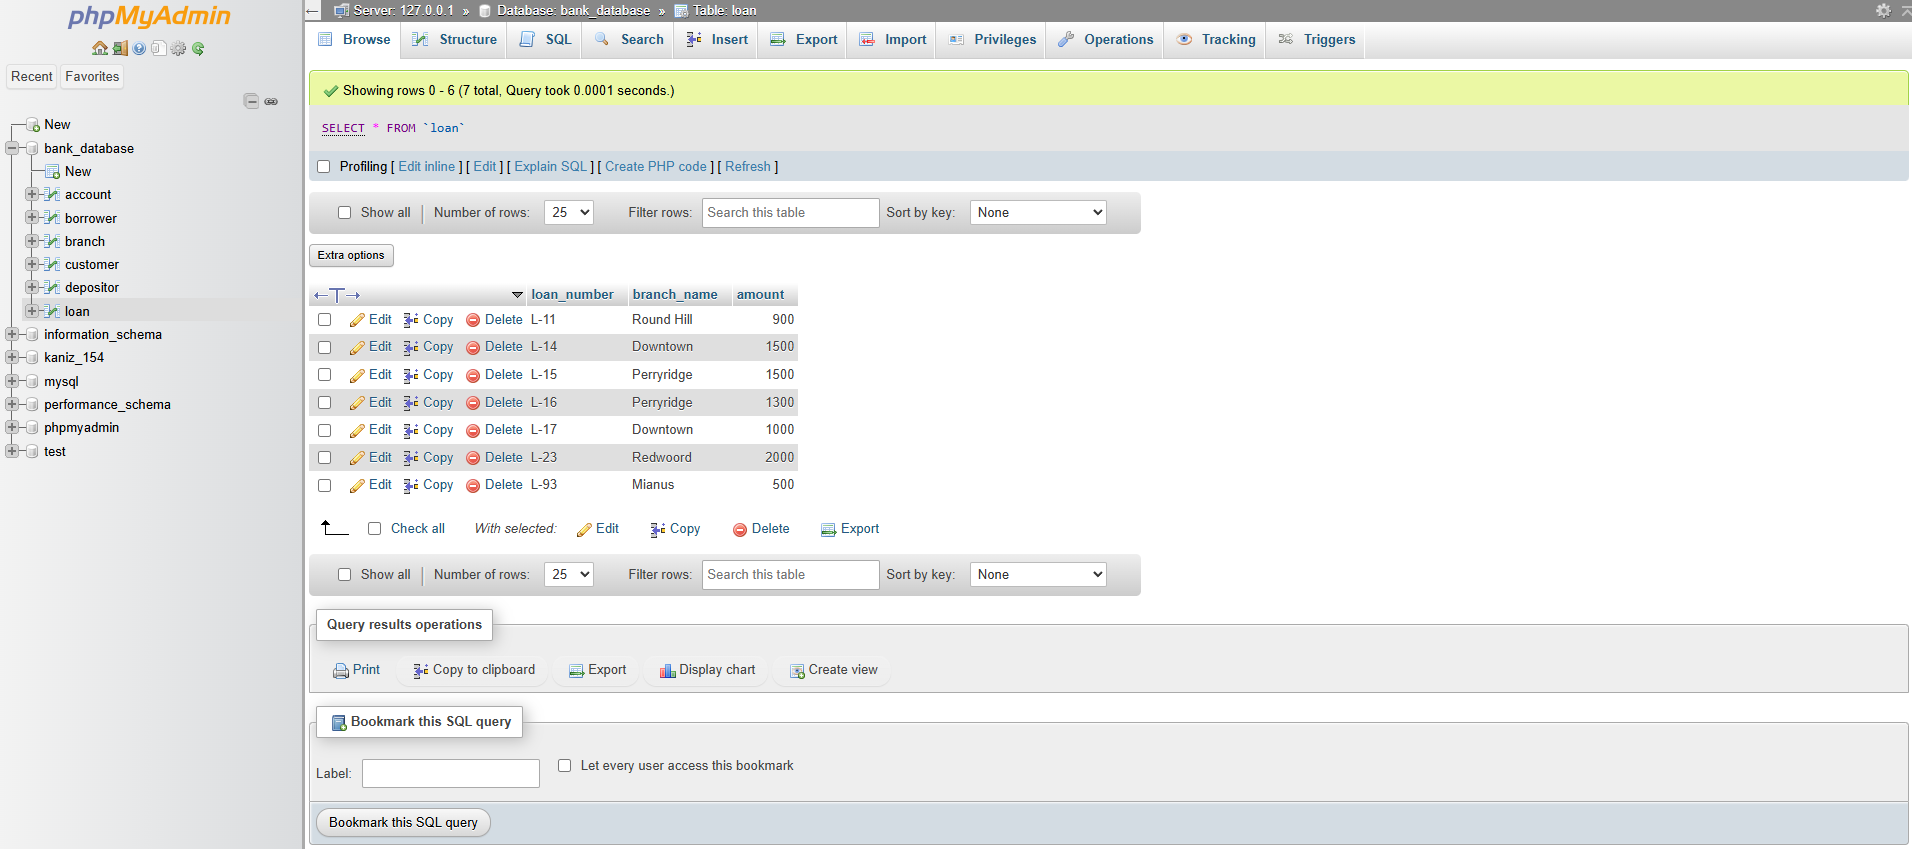 phpMyAdmin
Recent Favorites
New
bank_database
New
account
borrower
branch
customer
depositor
loan
information_schema
kaniz_154
mysql
performance_schema
phpmyadmin
test
Server: 127.0.0.1 » Database: bank_database » Table: loan
Browse Structure SQL Search Insert Export Import Privileges Operations Tracking Triggers
Showing rows 0 - 6 (7 total, Query took 0.0001 seconds.)
SELECT * FROM `loan`
Profiling [ Edit inline ] [ Edit ] [ Explain SQL ] [ Create PHP code ] [ Refresh ]
Show all Number of rows: 25 Filter rows: Search this table Sort by key: None
Extra options
loan_number branch_name amount
Edit Copy Delete L-11 Round Hill 900
Edit Copy Delete L-14 Downtown 1500
Edit Copy Delete L-15 Perryridge 1500
Edit Copy Delete L-16 Perryridge 1300
Edit Copy Delete L-17 Downtown 1000
Edit Copy Delete L-23 Redwoord 2000
Edit Copy Delete L-93 Mianus 500
Check all With selected: Edit Copy Delete Export
Show all Number of rows: 25 Filter rows: Search this table Sort by key: None
Query results operations
Print Copy to clipboard Export Display chart Create view
Bookmark this SQL query
Label: Let every user access this bookmark
Bookmark this SQL query